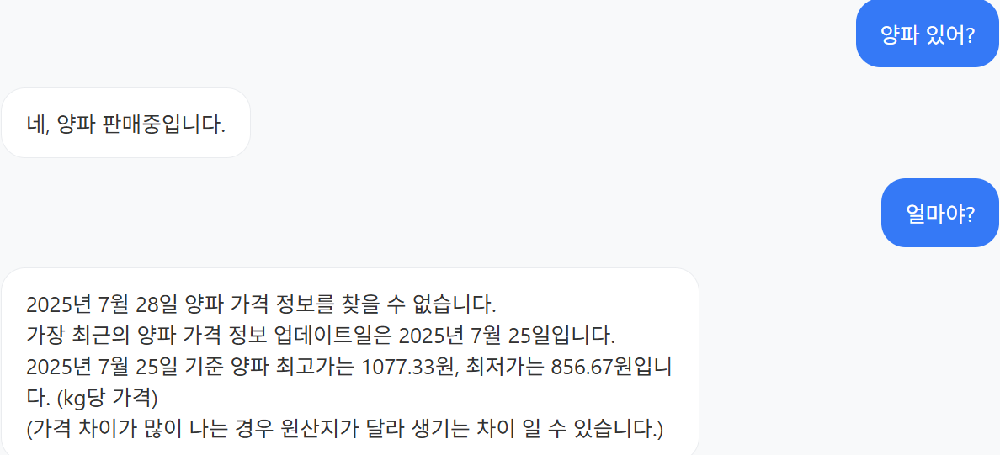 양파 있어?
네, 양파 판매중입니다.
얼마야?
2025년 7월 28일 양파 가격 정보를 찾을 수 없습니다.
가장 최근의 양파 가격 정보 업데이트일은 2025년 7월 25일입니다.
2025년 7월 25일 기준 양파 최고가는 1077.33원, 최저가는 856.67원입니
다. (kg당 가격)
(가격 차이가 많이 나는 경우 원산지가 달라 생기는 차이 일 수 있습니다.)